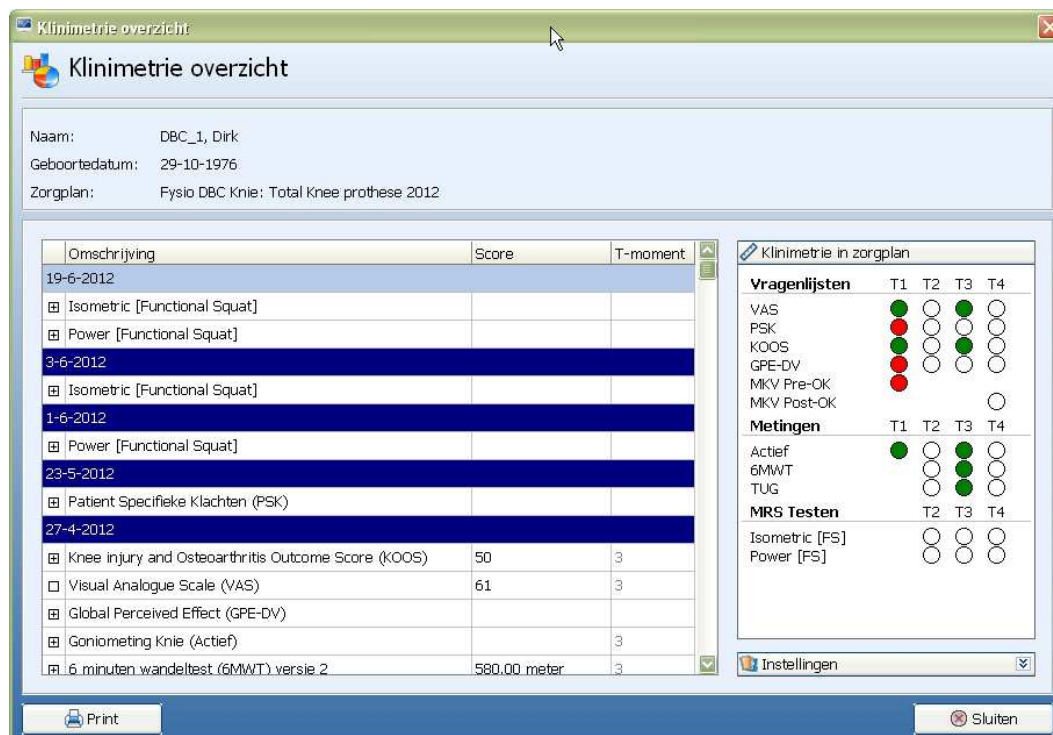 Klinimetrie overzicht
Klinimetrie overzicht
Naam: DBC_1, Dirk
Geboortedatum: 29-10-1976
Zorgplan: Fysio DBC Knie: Total Knee prothese 2012
Omschrijving Score T-moment
19-6-2012
Isometric [Functional Squat]
Power [Functional Squat]
3-6-2012
Isometric [Functional Squat]
1-6-2012
Power [Functional Squat]
23-5-2012
Patient Specifieke Klachten (PSK)
27-4-2012
Knee injury and Osteoarthritis Outcome Score (KOOS) 50 3
Visual Analogue Scale (VAS) 61 3
Global Perceived Effect (GPE-DV)
Goniometing Knie (Actief) 3
6 minuten wandeltest (6MWT) versie 2 580.00 meter 3
Klinimetrie in zorgplan
Vragenlijsten T1 T2 T3 T4
VAS
PSK
KOOS
GPE-DV
MKV Pre-OK
MKV Post-OK
Metingen T1 T2 T3 T4
Actief
6MWT
TUG
MRS Testen T2 T3 T4
Isometric [FS]
Power [FS]
Instellingen
Print
Sluiten